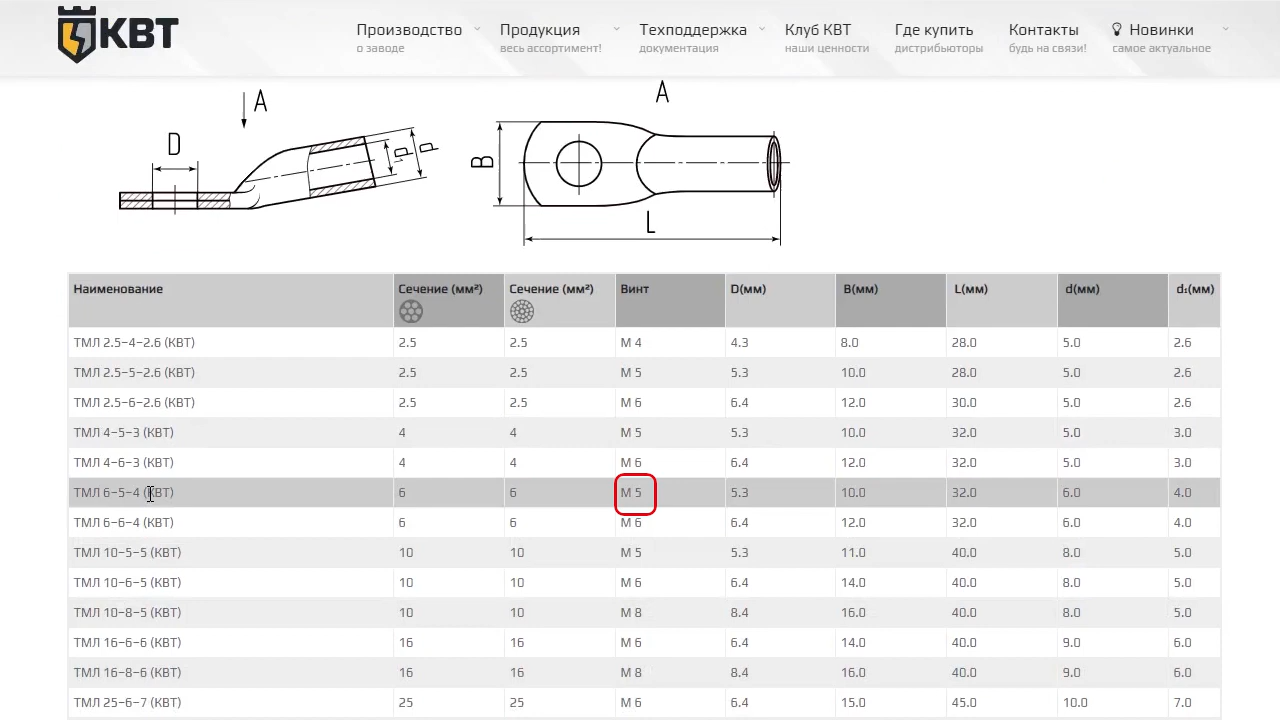 КВТ
Производство Продукция Техподдержка Клуб КВТ Где купить Контакты Новинки
о заводе весь ассортимент! документация наши ценности дистрибьюторы будь на связи! самое актуальное
A A
D d₁ d B
L
Наименование Сечение (мм²) Сечение (мм²) Винт D(мм) B(мм) L(мм) d(мм) d₁(мм)
ТМЛ 2.5–4–2.6 (КВТ) 2.5 2.5 М 4 4.3 8.0 28.0 5.0 2.6
ТМЛ 2.5–5–2.6 (КВТ) 2.5 2.5 М 5 5.3 10.0 28.0 5.0 2.6
ТМЛ 2.5–6–2.6 (КВТ) 2.5 2.5 М 6 6.4 12.0 30.0 5.0 2.6
ТМЛ 4–5–3 (КВТ) 4 4 М 5 5.3 10.0 32.0 5.0 3.0
ТМЛ 4–6–3 (КВТ) 4 4 М 6 6.4 12.0 32.0 5.0 3.0
ТМЛ 6–5–4 (КВТ) 6 6 М 5 5.3 10.0 32.0 6.0 4.0
ТМЛ 6–6–4 (КВТ) 6 6 М 6 6.4 12.0 32.0 6.0 4.0
ТМЛ 10–5–5 (КВТ) 10 10 М 5 5.3 11.0 40.0 8.0 5.0
ТМЛ 10–6–5 (КВТ) 10 10 М 6 6.4 14.0 40.0 8.0 5.0
ТМЛ 10–8–5 (КВТ) 10 10 М 8 8.4 16.0 40.0 8.0 5.0
ТМЛ 16–6–6 (КВТ) 16 16 М 6 6.4 14.0 40.0 9.0 6.0
ТМЛ 16–8–6 (КВТ) 16 16 М 8 8.4 16.0 40.0 9.0 6.0
ТМЛ 25–6–7 (КВТ) 25 25 М 6 6.4 15.0 45.0 10.0 7.0